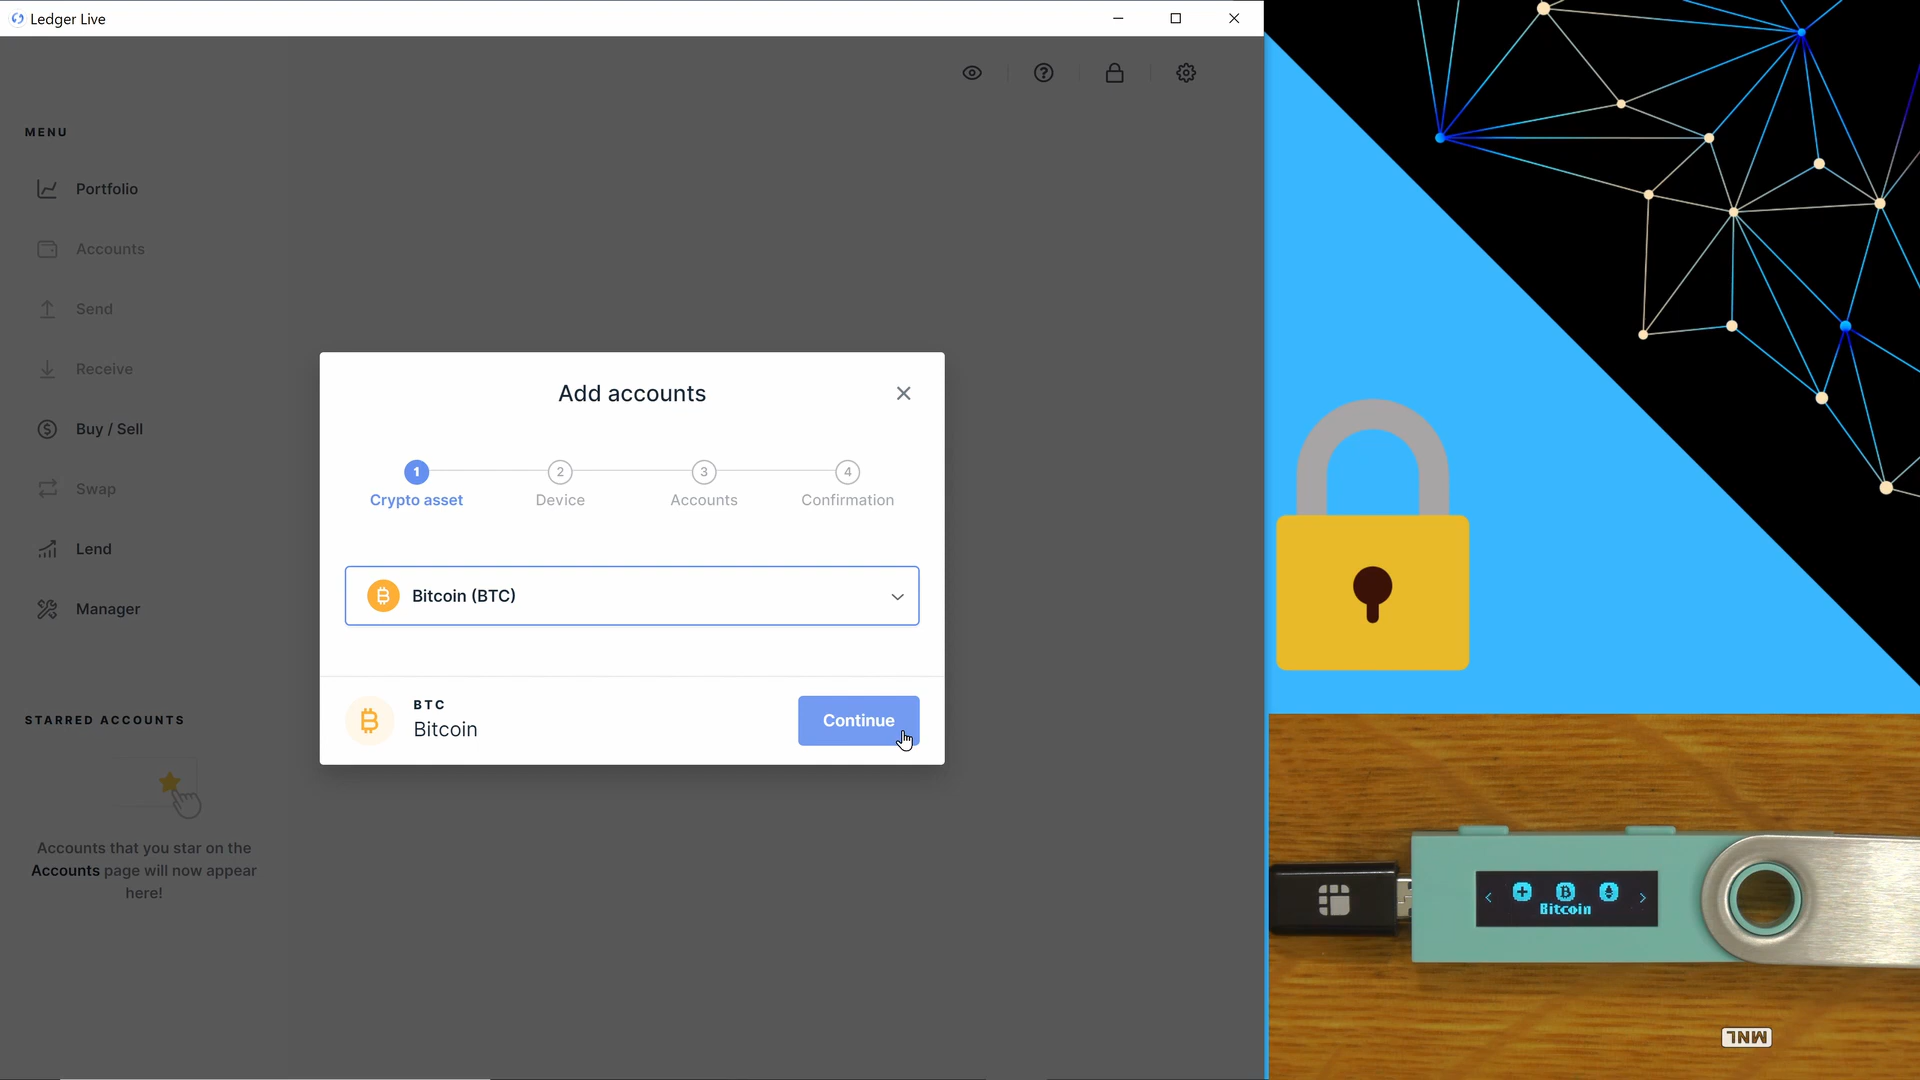 Ledger Live
MENU
Portfolio
Accounts
Send
Receive
Buy / Sell
Swap
Lend
Manager
STARRED ACCOUNTS
Accounts that you star on the
Accounts page will now appear
here!
Add accounts
1
2
3
4
Crypto asset
Device
Accounts
Confirmation
Bitcoin (BTC)
BTC
Bitcoin
Continue
Bitcoin
MNL